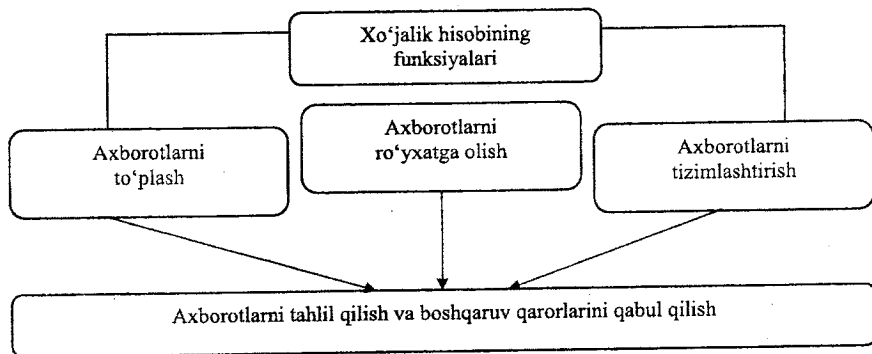 Xo‘jalik hisobining
funksiyalari
Axborotlarni
to‘plash
Axborotlarni
ro‘yxatga olish
Axborotlarni
tizimlashtirish
Axborotlarni tahlil qilish va boshqaruv qarorlarini qabul qilish